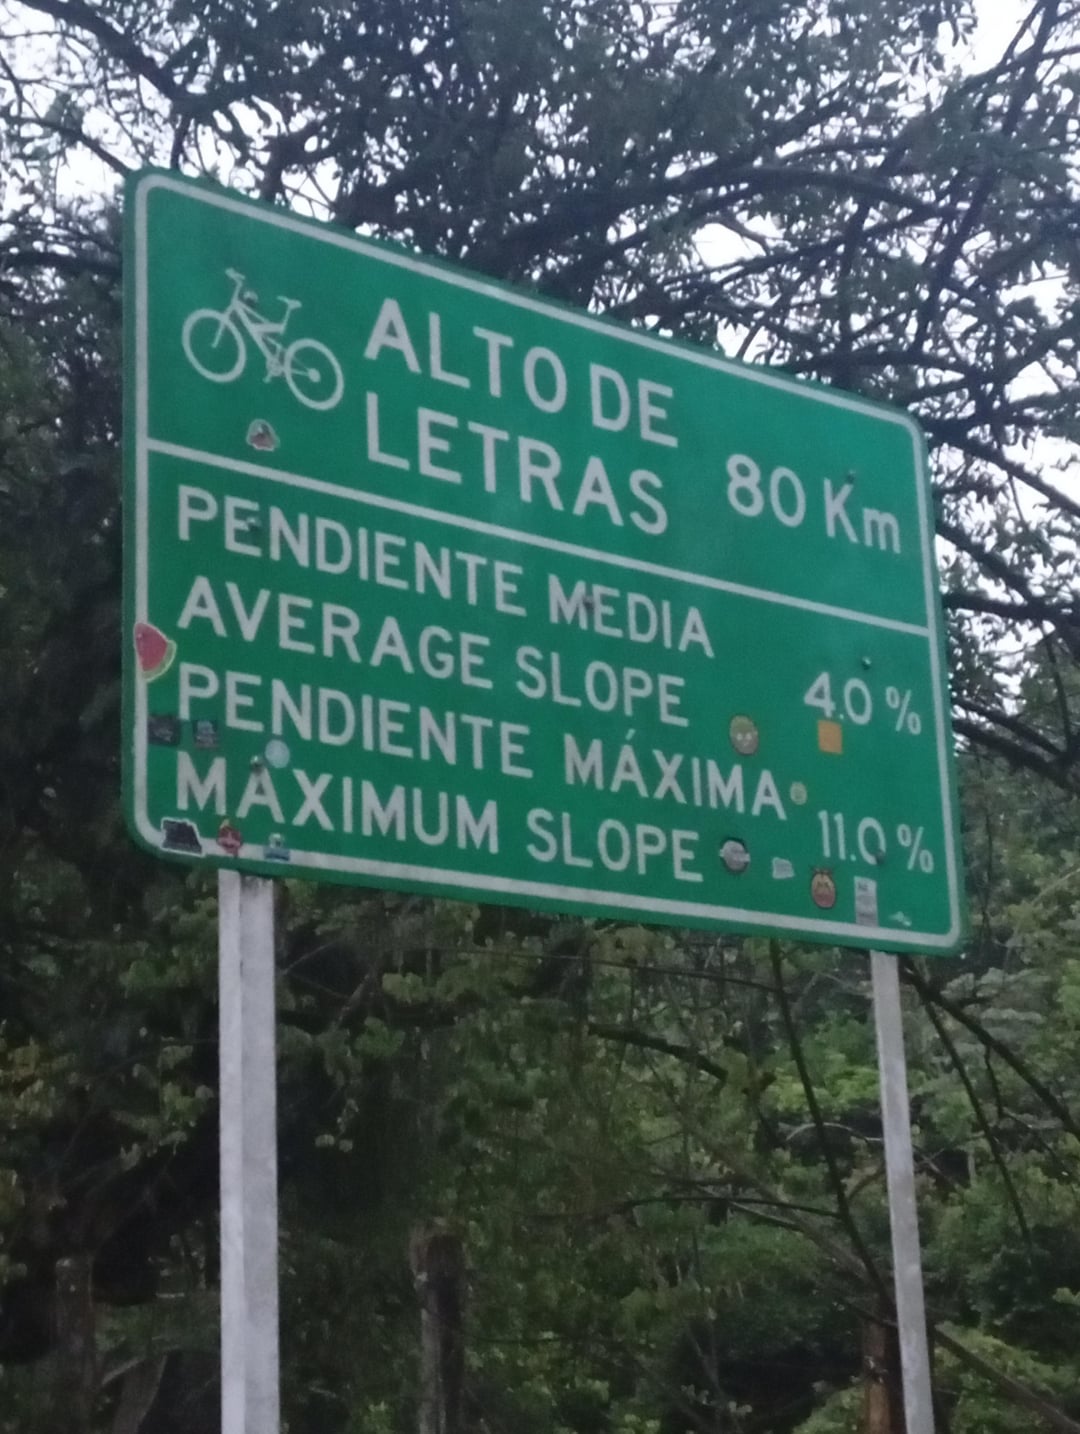 ALTO DE
LETRAS 80 Km
PENDIENTE MEDIA
AVERAGE SLOPE 4.0 %
PENDIENTE MÁXIMA
MAXIMUM SLOPE 11.0 %